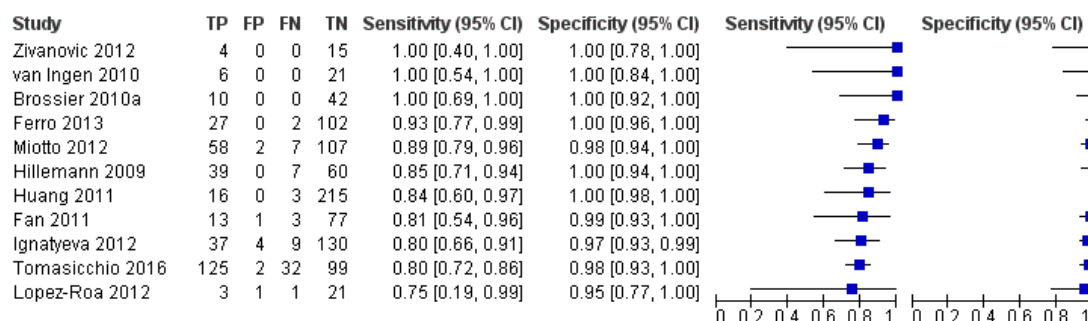 Study TP FP FN TN Sensitivity (95% CI) Specificity (95% CI) Sensitivity (95% CI) Specificity (95% CI)
Zivanovic 2012 4 0 0 15 1.00 [0.40, 1.00] 1.00 [0.78, 1.00]
van Ingen 2010 6 0 0 21 1.00 [0.54, 1.00] 1.00 [0.84, 1.00]
Brossier 2010a 10 0 0 42 1.00 [0.69, 1.00] 1.00 [0.92, 1.00]
Ferro 2013 27 0 2 102 0.93 [0.77, 0.99] 1.00 [0.96, 1.00]
Miotto 2012 58 2 7 107 0.89 [0.79, 0.96] 0.98 [0.94, 1.00]
Hillemann 2009 39 0 7 60 0.85 [0.71, 0.94] 1.00 [0.94, 1.00]
Huang 2011 16 0 3 215 0.84 [0.60, 0.97] 1.00 [0.98, 1.00]
Fan 2011 13 1 3 77 0.81 [0.54, 0.96] 0.99 [0.93, 1.00]
Ignatyeva 2012 37 4 9 130 0.80 [0.66, 0.91] 0.97 [0.93, 0.99]
Tomasicchio 2016 125 2 32 99 0.80 [0.72, 0.86] 0.98 [0.93, 1.00]
Lopez-Roa 2012 3 1 1 21 0.75 [0.19, 0.99] 0.95 [0.77, 1.00]
0 0.2 0.4 0.6 0.8 1 0 0.2 0.4 0.6 0.8